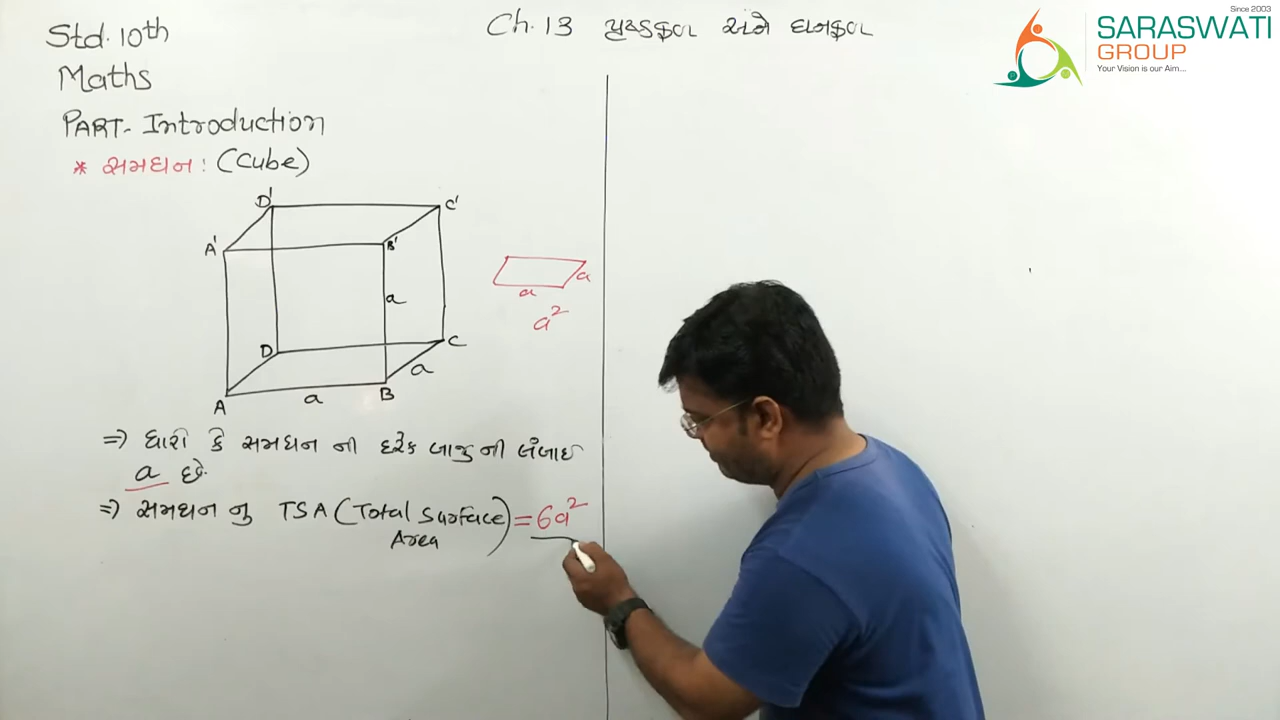 Std. 10th
Maths
PART- Introduction
Ch. 13 પૃષ્ઠફળ અને ઘનફળ
Since 2003
SARASWATI
GROUP
Your Vision is our Aim...
* સમઘન : (Cube)
D'
C'
A'
B'
a
D
C
a
A
a
B
a
a
a²
⇒ ધારો કે સમઘન ની દરેક બાજુ ની લંબાઈ
a છે
⇒ સમઘન નુ TSA (Total Surface
Area) = 6a²